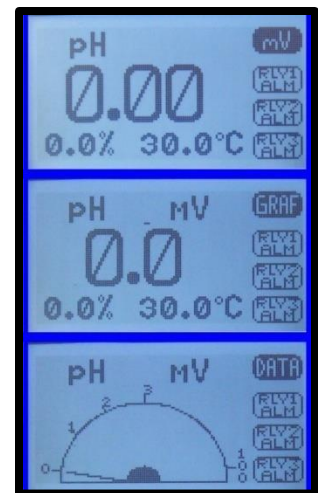 pH mV
0.00 RLY1 ALM
RLY2 ALM
0.0% 30.0°C RLY3 ALM
pH mV GRAF
0.0 RLY1 ALM
RLY2 ALM
0.0% 30.0°C RLY3 ALM
pH mV DATA
3
2
1
RLY1 ALM
RLY2 ALM
0 100 RLY3 ALM